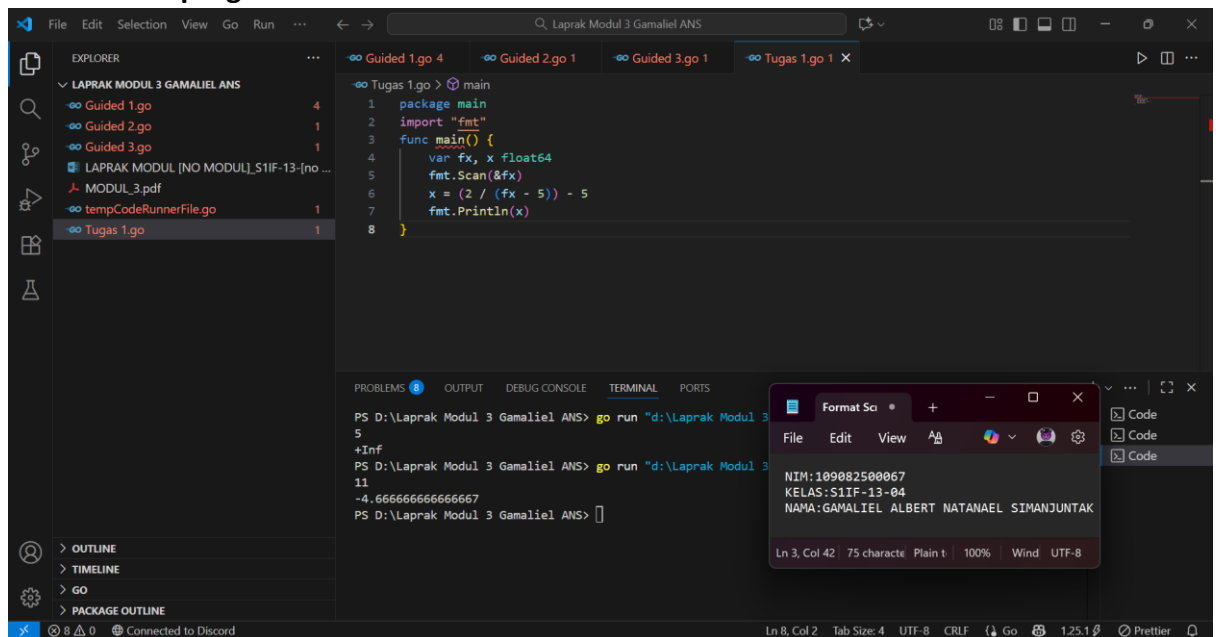 File Edit Selection View Go Run ... Laprak Modul 3 Gamaliel ANS
EXPLORER ...
LAPRAK MODUL 3 GAMALIEL ANS
Guided 1.go 4
Guided 2.go 1
Guided 3.go 1
LAPRAK MODUL [NO MODUL]_S1IF-13-[no ...
MODUL_3.pdf
tempCodeRunnerFile.go 1
Tugas 1.go 1
OUTLINE
TIMELINE
GO
PACKAGE OUTLINE
Guided 1.go 4 Guided 2.go 1 Guided 3.go 1 Tugas 1.go 1
Tugas 1.go > main
1 package main
2 import "fmt"
3 func main() {
4 var fx, x float64
5 fmt.Scan(&fx)
6 x = (2 / (fx - 5)) - 5
7 fmt.Println(x)
8 }
PROBLEMS 8 OUTPUT DEBUG CONSOLE TERMINAL PORTS
PS D:\Laprak Modul 3 Gamaliel ANS> go run "d:\Laprak Modul 3
5
+Inf
PS D:\Laprak Modul 3 Gamaliel ANS> go run "d:\Laprak Modul 3
11
-4.666666666666667
PS D:\Laprak Modul 3 Gamaliel ANS>
Code
Code
Code
Format Scr
File Edit View
NIM:109082500067
KELAS:S1IF-13-04
NAMA:GAMALIEL ALBERT NATANAEL SIMANJUNTAK
Ln 3, Col 42 75 characte Plain t 100% Wind UTF-8
8 0 Connected to Discord Ln 8, Col 2 Tab Size: 4 UTF-8 CRLF Go 1.25.1 Prettier